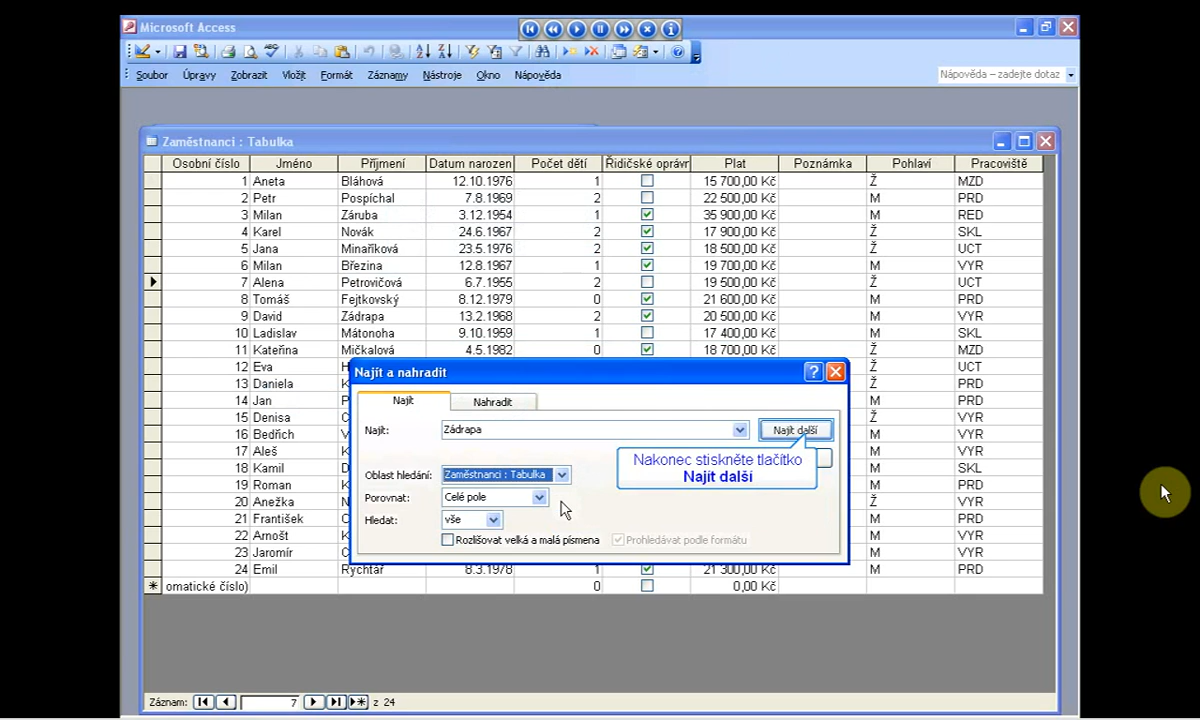 Microsoft Access
Soubor Úpravy Zobrazit Vložit Formát Záznamy Nástroje Okno Nápověda
Nápověda – zadejte dotaz
Zaměstnanci : Tabulka
Osobní číslo Jméno Příjmení Datum narozen Počet dětí Řidičské oprávr Plat Poznámka Pohlaví Pracoviště
1 Aneta Bláhová 12.10.1976 1 15 700,00 Kč Ž MZD
2 Petr Pospíchal 7.8.1969 2 22 500,00 Kč M PRD
3 Milan Záruba 3.12.1954 1 35 900,00 Kč M RED
4 Karel Novák 24.6.1967 2 17 900,00 Kč Ž SKL
5 Jana Minaříková 23.5.1976 2 18 500,00 Kč Ž UCT
6 Milan Březina 12.8.1967 1 19 700,00 Kč M VYR
7 Alena Petrovičová 6.7.1955 2 19 500,00 Kč Ž UCT
8 Tomáš Fejtkovský 8.12.1979 0 21 600,00 Kč M PRD
9 David Zádrapa 13.2.1968 2 20 500,00 Kč M VYR
10 Ladislav Mátonoha 9.10.1959 1 17 400,00 Kč M SKL
11 Kateřina Mičkalová 4.5.1982 0 18 700,00 Kč Ž MZD
12 Eva Ž UCT
13 Daniela K M PRD
14 Jan P M PRD
15 Denisa C Ž VYR
16 Bedřich V M VYR
17 Aleš K M VYR
18 Kamil D M SKL
19 Roman K M PRD
20 Anežka N Ž VYR
21 František C M PRD
22 Arnošt K M VYR
23 Jaromír C M VYR
24 Emil Rychtář 8.3.1978 1 21 300,00 Kč M PRD
omatické číslo) 0 0,00 Kč
Najít a nahradit
Najít Nahradit
Najít: Zádrapa Najít další
Nakonec stiskněte tlačítko
Najít další
Oblast hledání: Zaměstnanci : Tabulka
Porovnat: Celé pole
Hledat: vše
Rozlišovat velká a malá písmena Prohledávat podle formátu
Záznam: 7 z 24